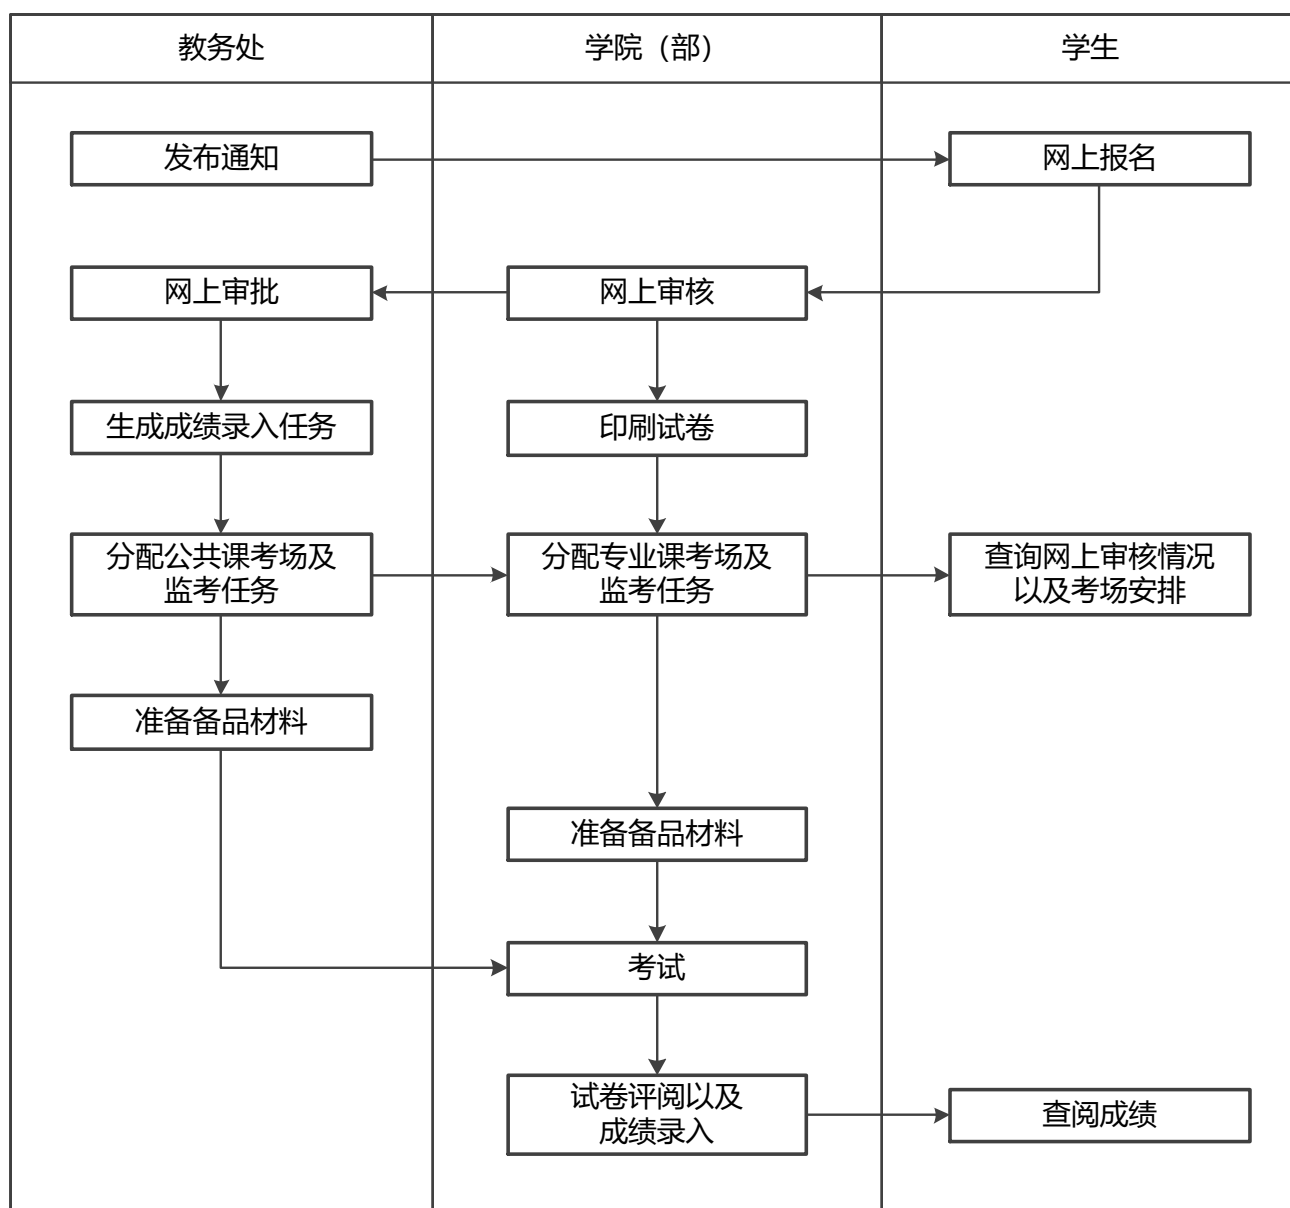 教务处
学院（部）
学生
发布通知
网上报名
网上审批
网上审核
生成成绩录入任务
印刷试卷
分配公共课考场及
监考任务
分配专业课考场及
监考任务
查询网上审核情况
以及考场安排
准备备品材料
准备备品材料
考试
试卷评阅以及
成绩录入
查阅成绩